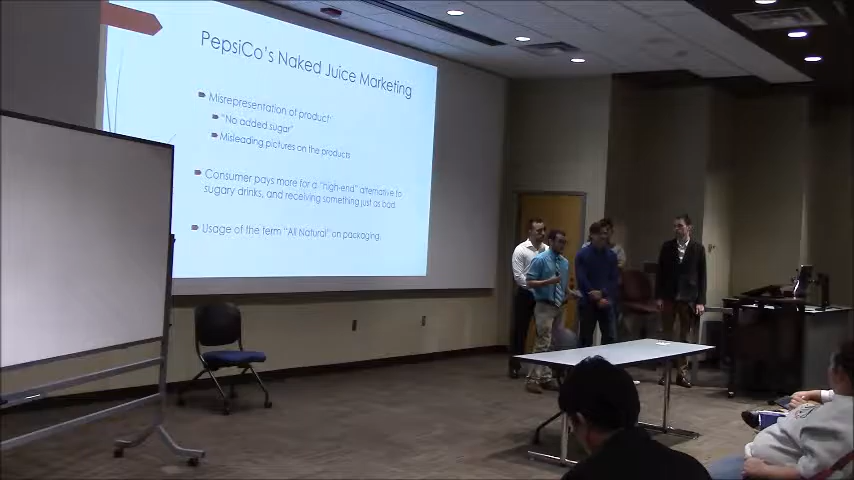 PepsiCo's Naked Juice Marketing
Misrepresentation of product
"No added sugar"
Misleading pictures on the products
Consumer pays more for a "high-end" alternative to
sugary drinks, and receiving something just as bad.
Usage of the term "All Natural" on packaging.